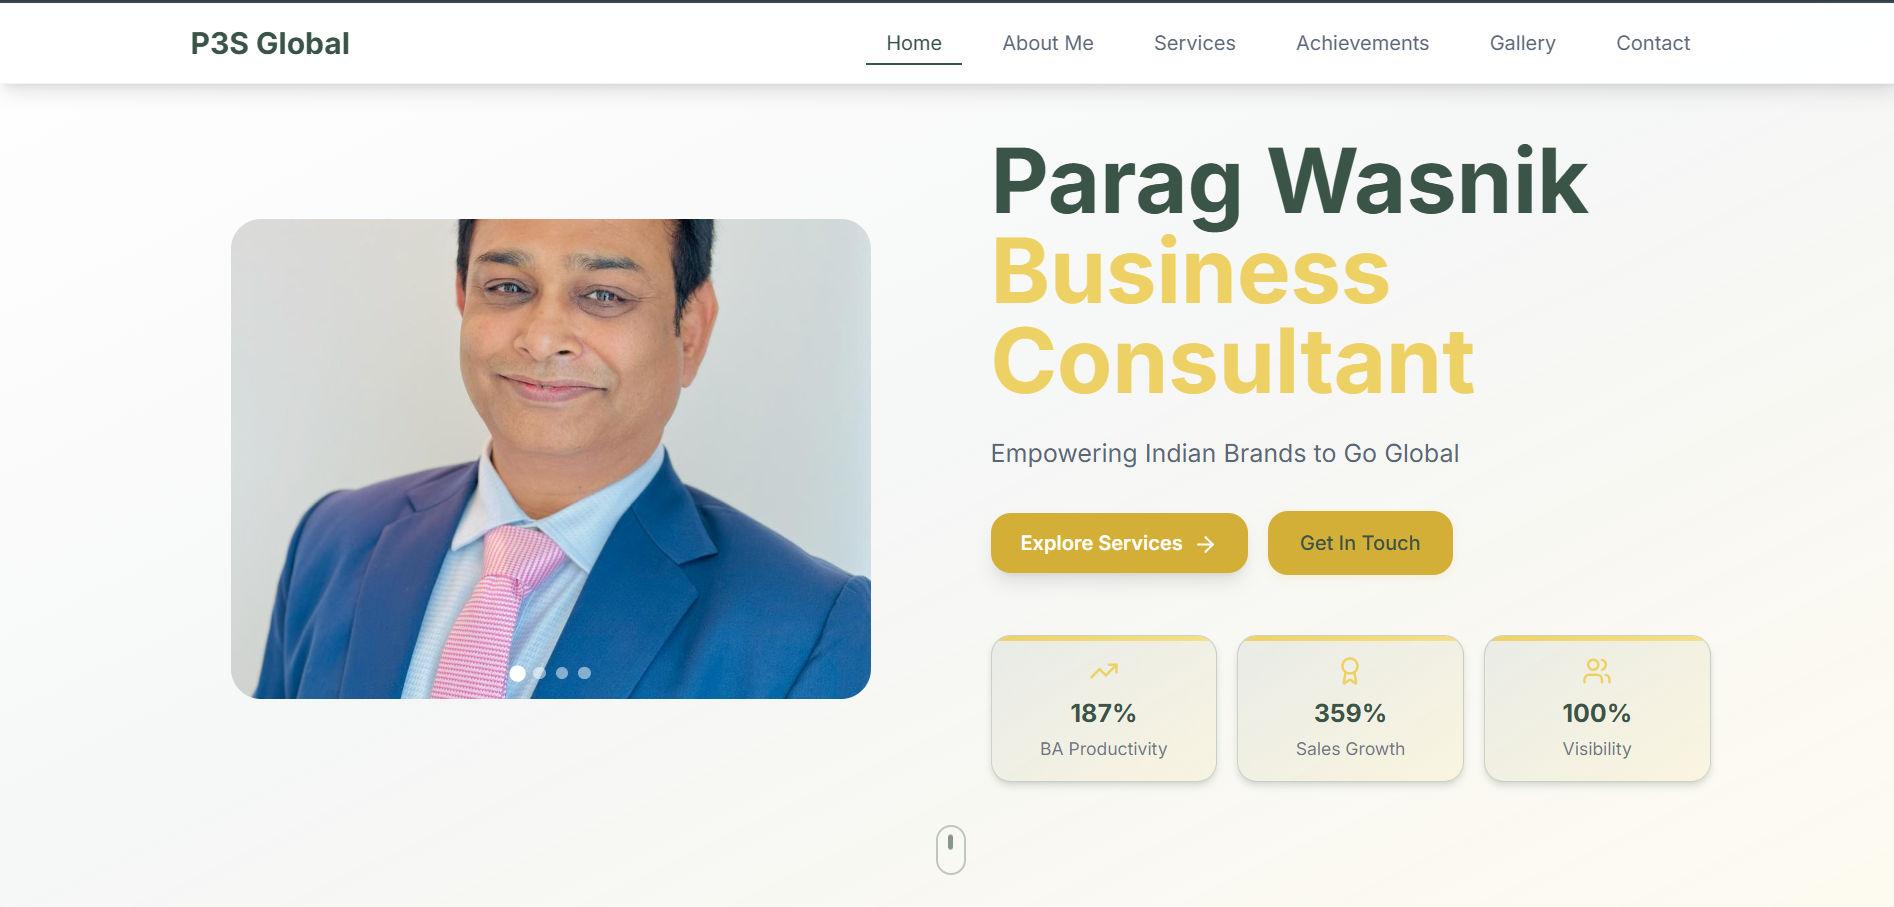 P3S Global
Home
About Me
Services
Achievements
Gallery
Contact
Parag Wasnik
Business
Consultant
Empowering Indian Brands to Go Global
Explore Services
Get In Touch
187%
BA Productivity
359%
Sales Growth
100%
Visibility